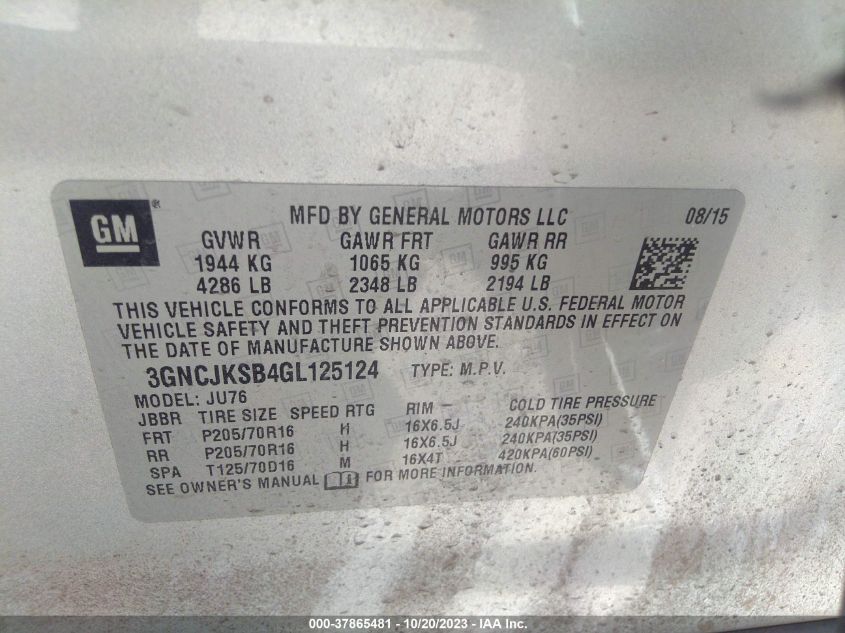 GM®
MFD BY GENERAL MOTORS LLC 08/15
GVWR GAWR FRT GAWR RR
1944 KG 1065 KG 995 KG
4286 LB 2348 LB 2194 LB
THIS VEHICLE CONFORMS TO ALL APPLICABLE U.S. FEDERAL MOTOR
VEHICLE SAFETY AND THEFT PREVENTION STANDARDS IN EFFECT ON
THE DATE OF MANUFACTURE SHOWN ABOVE.
3GNCJKSB4GL125124 TYPE: M.P.V.
MODEL: JU76
JBBR TIRE SIZE SPEED RTG RIM COLD TIRE PRESSURE
FRT P205/70R16 H 16X6.5J 240KPA(35PSI)
RR P205/70R16 H 16X6.5J 240KPA(35PSI)
SPA T125/70D16 M 16X4T 420KPA(60PSI)
SEE OWNER'S MANUAL FOR MORE INFORMATION.
000-37865481 - 10/20/2023 - IAA Inc.